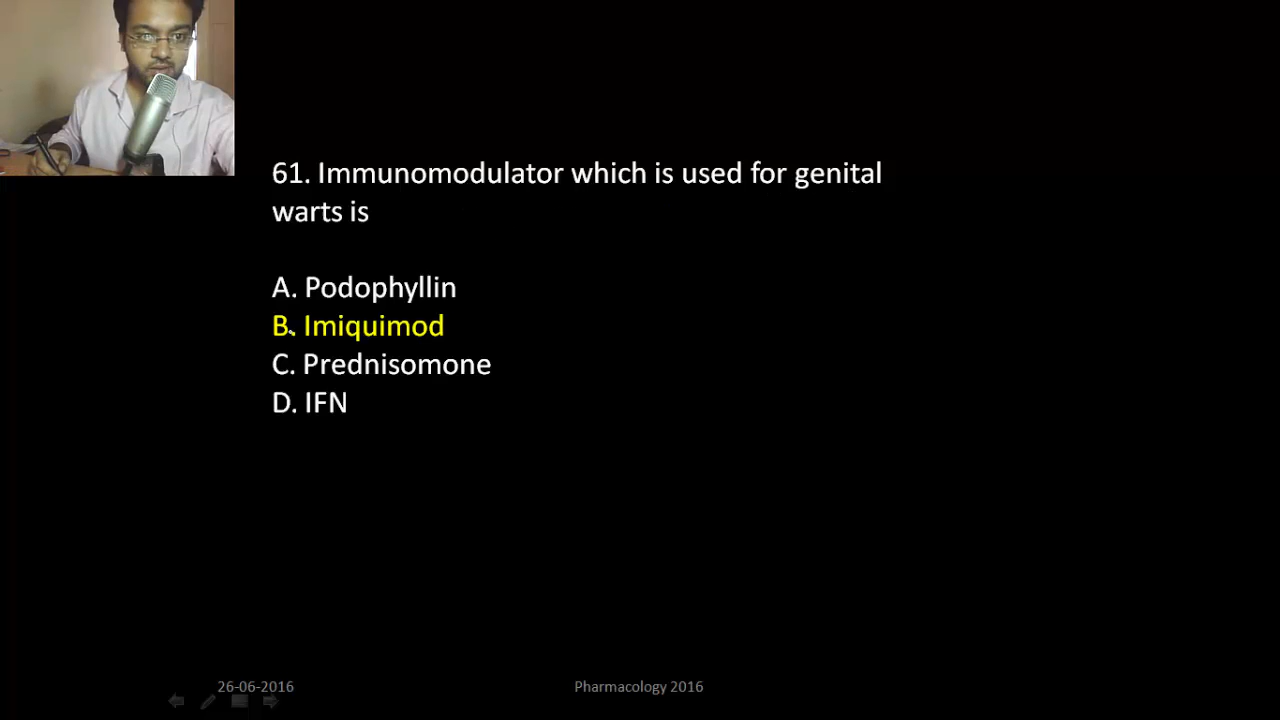 61. Immunomodulator which is used for genital
warts is
A. Podophyllin
B. Imiquimod
C. Prednisomone
D. IFN
26-06-2016
Pharmacology 2016